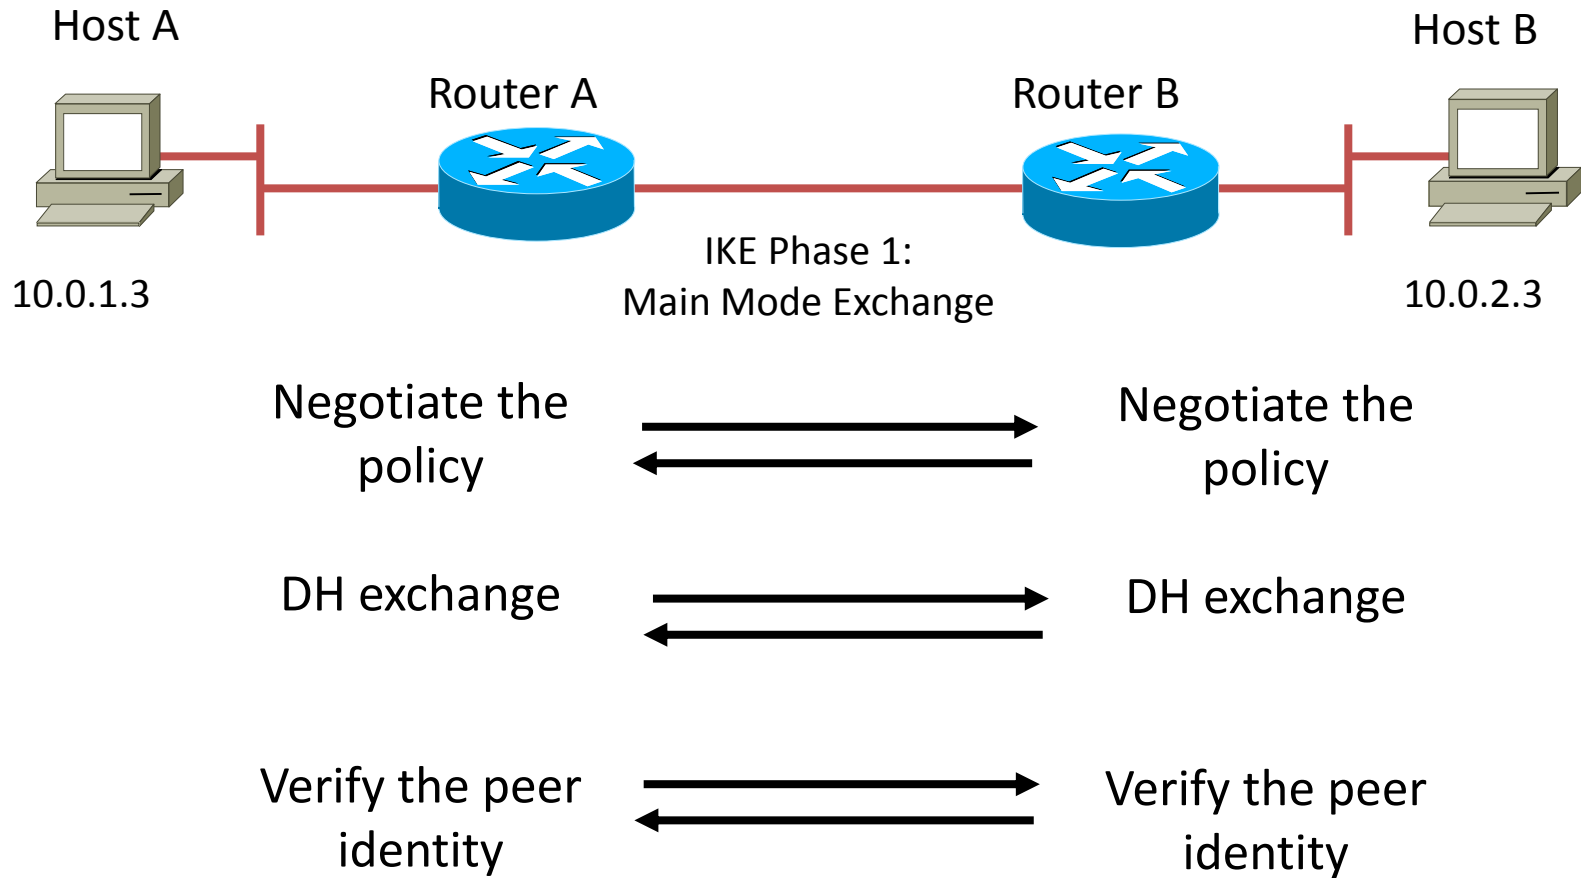 Host A
Host B
Router A
Router B
10.0.1.3
IKE Phase 1:
Main Mode Exchange
10.0.2.3
Negotiate the
policy
Negotiate the
policy
DH exchange
DH exchange
Verify the peer
identity
Verify the peer
identity